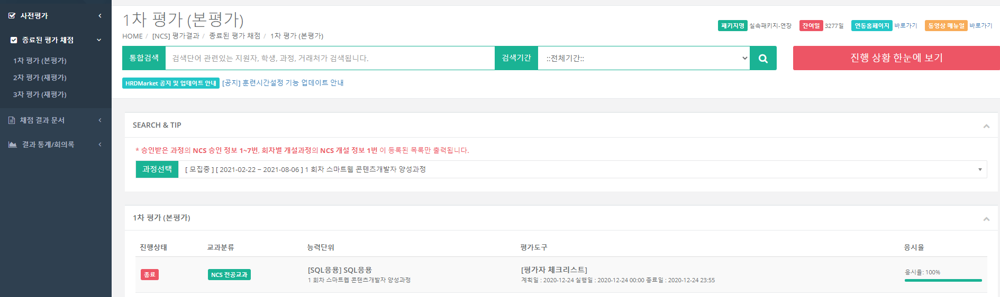 사전평가
종료된 평가 채점
1차 평가 (본평가)
2차 평가 (재평가)
3차 평가 (재평가)
채점 결과 문서
결과 통계/회의록
1차 평가 (본평가)
HOME / [NCS] 평가결과 / 종료된 평가 채점 / 1차 평가 (본평가)
패키지명 실속패키지-연장 잔여일 3277일 연동홈페이지 바로가기 동영상 메뉴얼 바로가기
통합검색 검색단어 관련있는 지원자, 학생, 과정, 거래처가 검색됩니다. 검색기간 ::전체기간:: 진행 상황 한눈에 보기
HRDMarket 공지 및 업데이트 안내 [공지] 훈련시간설정 기능 업데이트 안내
SEARCH & TIP
* 승인받은 과정의 NCS 승인 정보 1~7번, 회차별 개설과정의 NCS 개설 정보 1번 이 등록된 목록만 출력됩니다.
과정선택 [ 모집중 ] [ 2021-02-22 ~ 2021-08-06 ] 1 회차 스마트웹 콘텐츠개발자 양성과정
1차 평가 (본평가)
진행상태 교과분류 능력단위 평가도구 응시율
종료 NCS 전공교과 [SQL응용] SQL응용 [평가자 체크리스트] 응시율: 100%
1 회차 스마트웹 콘텐츠개발자 양성과정 계획일 : 2020-12-24 실행일 : 2020-12-24 00:00 종료일 : 2020-12-24 23:55